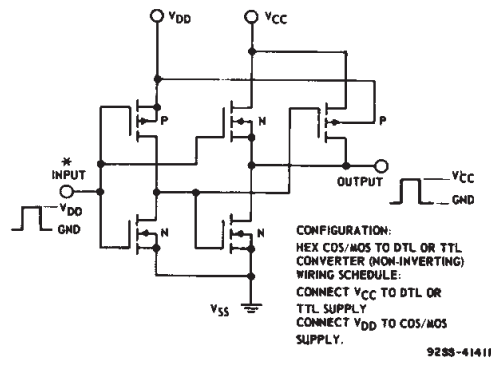 VDD
VCC
P
N
P
*
INPUT
VDD
GND
OUTPUT
VCC
GND
N
N
VSS
CONFIGURATION:
HEX COS/MOS TO DTL OR TTL
CONVERTER (NON-INVERTING)
WIRING SCHEDULE:
CONNECT VCC TO DTL OR
TTL SUPPLY
CONNECT VDD TO COS/MOS
SUPPLY.
92SS-41411